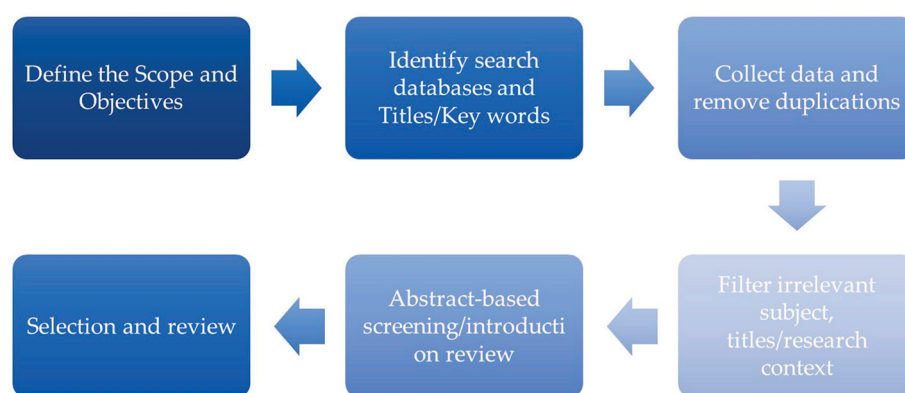 Define the Scope and
Objectives
Identify search
databases and
Titles/Key words
Collect data and
remove duplications
Filter irrelevant
subject,
titles/research
context
Abstract-based
screening/introducti
on review
Selection and review